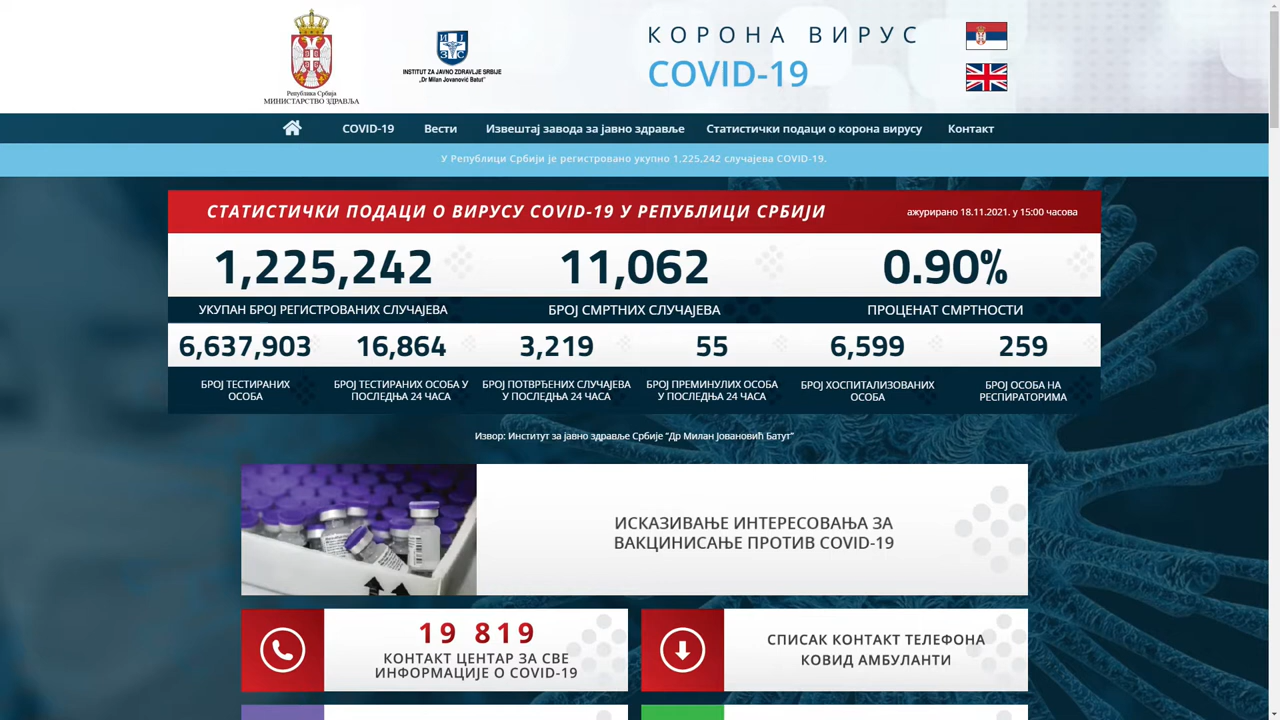 Република Србија
МИНИСТАРСТВО ЗДРАВЉА
INSTITUT ZA JAVNO ZDRAVLJE SRBIJE
„Dr Milan Jovanović Batut“
КОРОНА ВИРУС
COVID-19
COVID-19 Вести Извештај завода за јавно здравље Статистички подаци о корона вирусу Контакт
У Републици Србији је регистровано укупно 1,225,242 случајева COVID-19.
СТАТИСТИЧКИ ПОДАЦИ О ВИРУСУ COVID-19 У РЕПУБЛИЦИ СРБИЈИ
ажурирано 18.11.2021. у 15:00 часова
1,225,242 11,062 0.90%
УКУПАН БРОЈ РЕГИСТРОВАНИХ СЛУЧАЈЕВА БРОЈ СМРТНИХ СЛУЧАЈЕВА ПРОЦЕНАТ СМРТНОСТИ
6,637,903 16,864 3,219 55 6,599 259
БРОЈ ТЕСТИРАНИХ
ОСОБА
БРОЈ ТЕСТИРАНИХ ОСОБА У
ПОСЛЕДЊА 24 ЧАСА
БРОЈ ПОТВРЂЕНИХ СЛУЧАЈЕВА
У ПОСЛЕДЊА 24 ЧАСА
БРОЈ ПРЕМИНУЛИХ ОСОБА
У ПОСЛЕДЊА 24 ЧАСА
БРОЈ ХОСПИТАЛИЗОВАНИХ
ОСОБА
БРОЈ ОСОБА НА
РЕСПИРАТОРИМА
Извор: Институт за јавно здравље Србије "Др Милан Јовановић Батут"
ИСКАЗИВАЊЕ ИНТЕРЕСОВАЊА ЗА
ВАКЦИНИСАЊЕ ПРОТИВ COVID-19
19 819
КОНТАКТ ЦЕНТАР ЗА СВЕ
ИНФОРМАЦИЈЕ О COVID-19
СПИСАК КОНТАКТ ТЕЛЕФОНА
КОВИД АМБУЛАНТИ